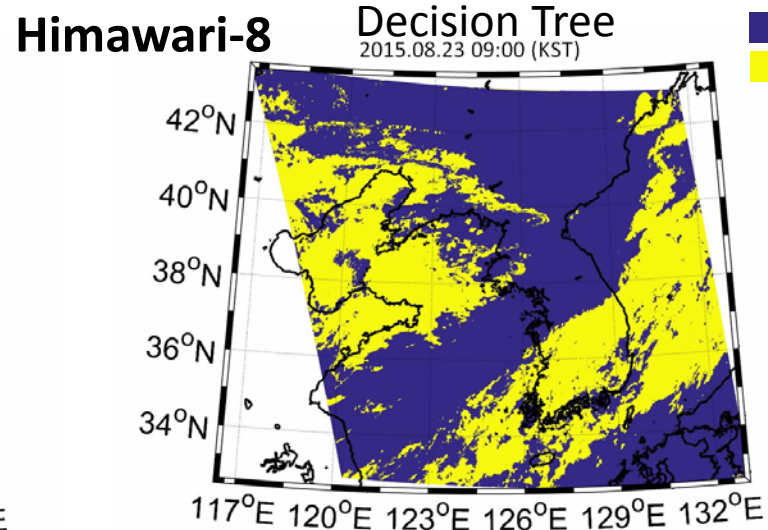 Himawari-8
Decision Tree
2015.08.23 09:00 (KST)
42°N
40°N
38°N
36°N
34°N
E
117°E 120°E 123°E 126°E 129°E 132°E